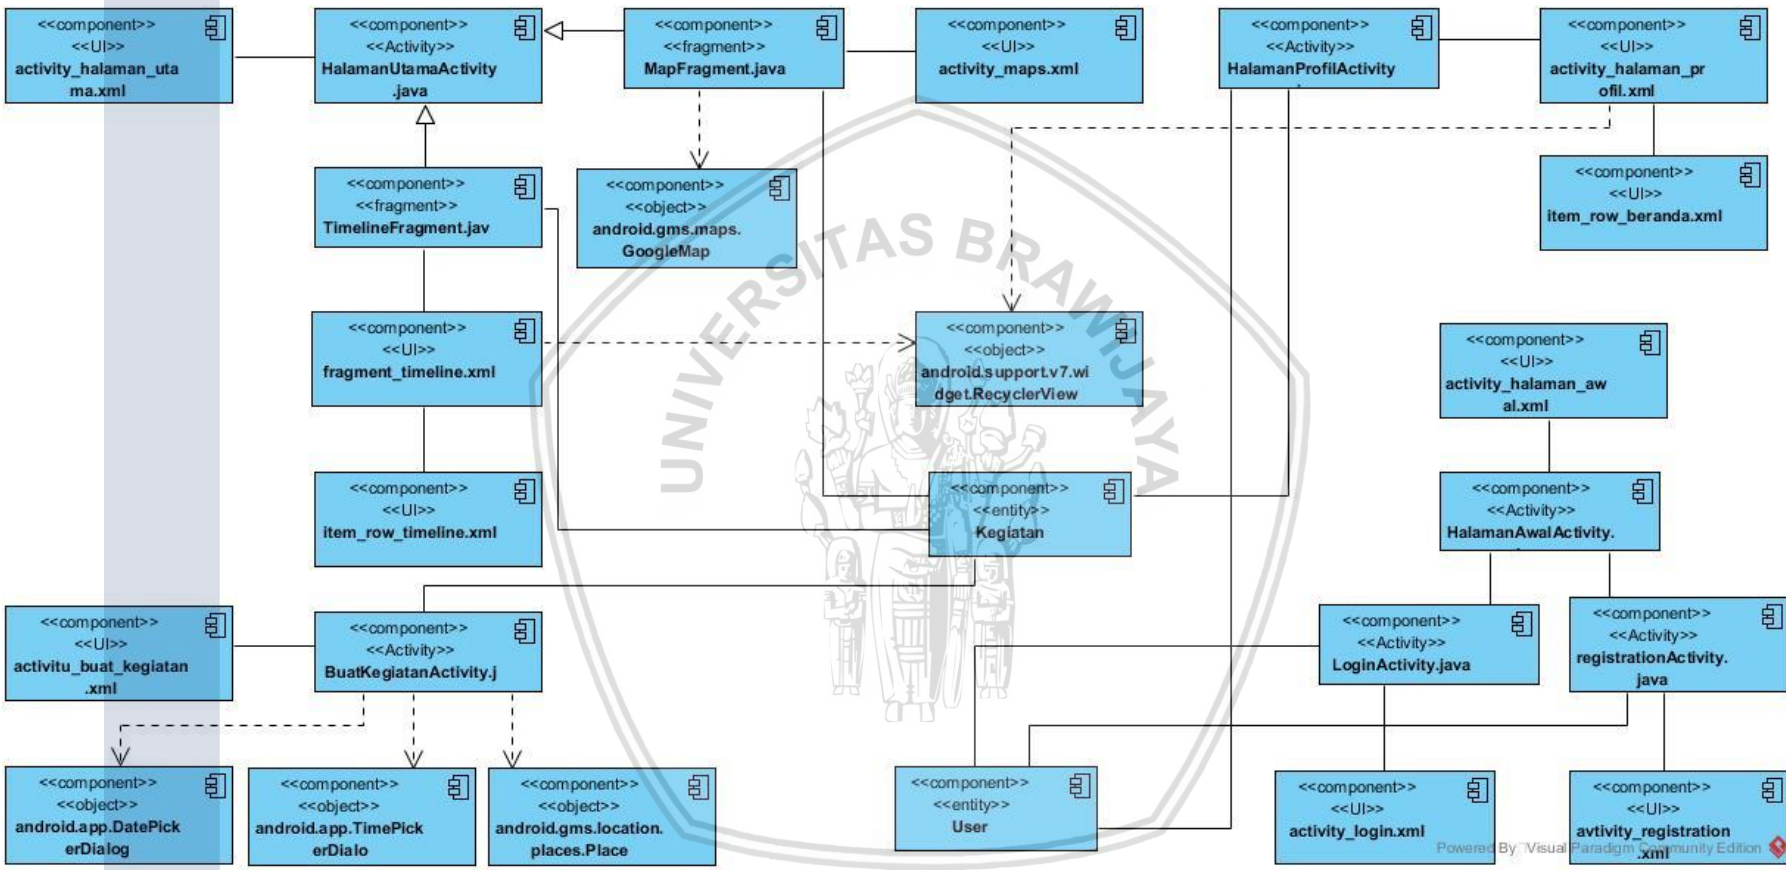 <<component>>
<<UI>>
activity_halaman_uta
ma.xml
<<component>>
<<Activity>>
HalamanUtamaActivity
.java
<<component>>
<<fragment>>
MapFragment.java
<<component>>
<<UI>>
activity_maps.xml
<<component>>
<<Activity>>
HalamanProfilActivity
<<component>>
<<UI>>
activity_halaman_pr
ofil.xml
<<component>>
<<fragment>>
TimelineFragment.jav
<<component>>
<<object>>
android.gms.maps.
GoogleMap
<<component>>
<<UI>>
item_row_beranda.xml
UNIVERSITAS BRAWIJAYA
<<component>>
<<UI>>
fragment_timeline.xml
<<component>>
<<object>>
android.support.v7.wi
dget.RecyclerView
<<component>>
<<UI>>
activity_halaman_aw
al.xml
<<component>>
<<UI>>
item_row_timeline.xml
<<component>>
<<entity>>
Kegiatan
<<component>>
<<Activity>>
HalamanAwalActivity.
<<component>>
<<UI>>
activitu_buat_kegiatan
.xml
<<component>>
<<Activity>>
BuatKegiatanActivity.j
<<component>>
<<Activity>>
LoginActivity.java
<<component>>
<<Activity>>
registrationActivity.
java
<<component>>
<<object>>
android.app.DatePick
erDialog
<<component>>
<<object>>
android.app.TimePick
erDialo
<<component>>
<<object>>
android.gms.location.
places.Place
<<component>>
<<entity>>
User
<<component>>
<<UI>>
activity_login.xml
<<component>>
<<UI>>
avtivity_registration
.xml
Powered By Visual Paradigm Community Edition